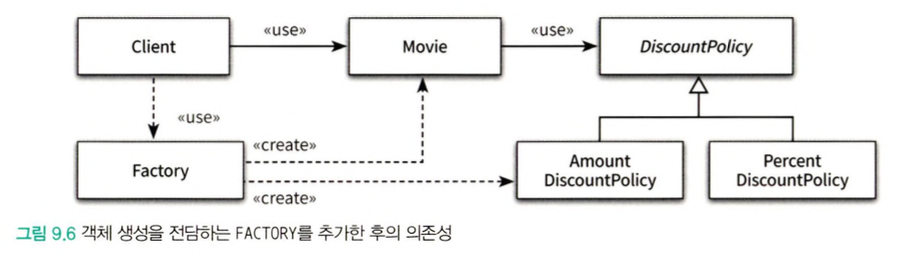 Client
«use»
Movie
«use»
DiscountPolicy
«use»
Factory
«create»
«create»
Amount
DiscountPolicy
Percent
DiscountPolicy
그림 9.6 객체 생성을 전담하는 FACTORY를 추가한 후의 의존성